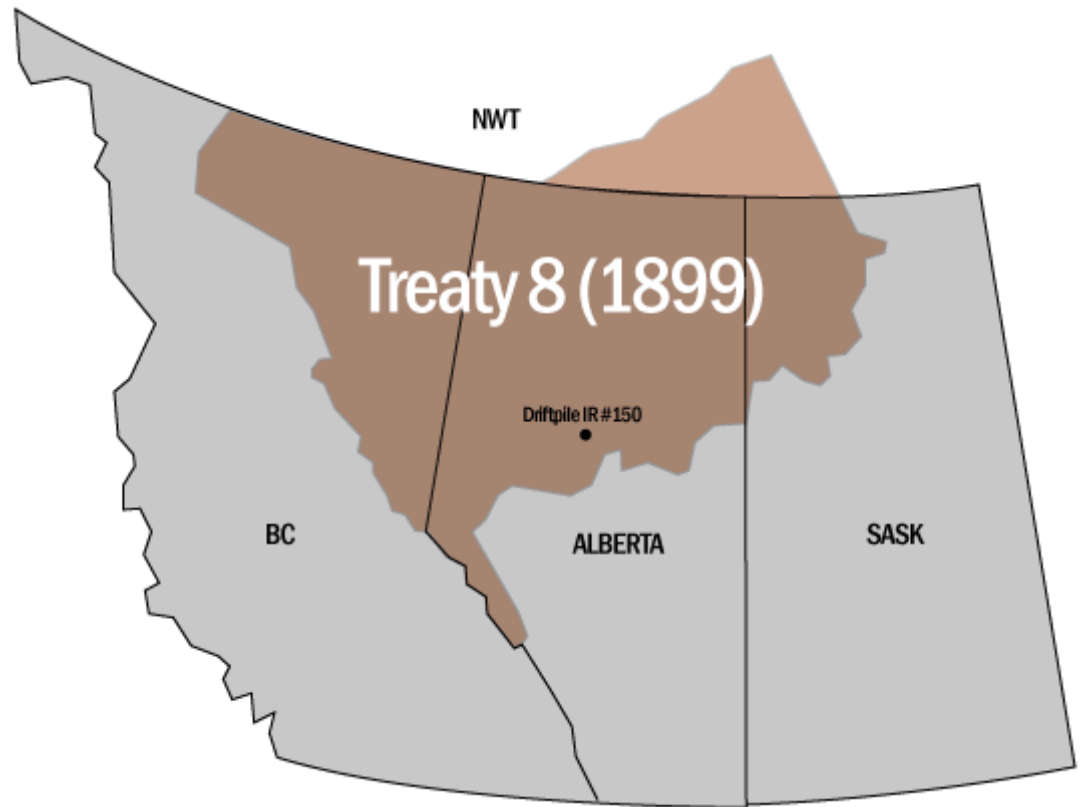 NWT
Treaty 8 (1899)
Driftpile IR #150
BC
ALBERTA
SASK